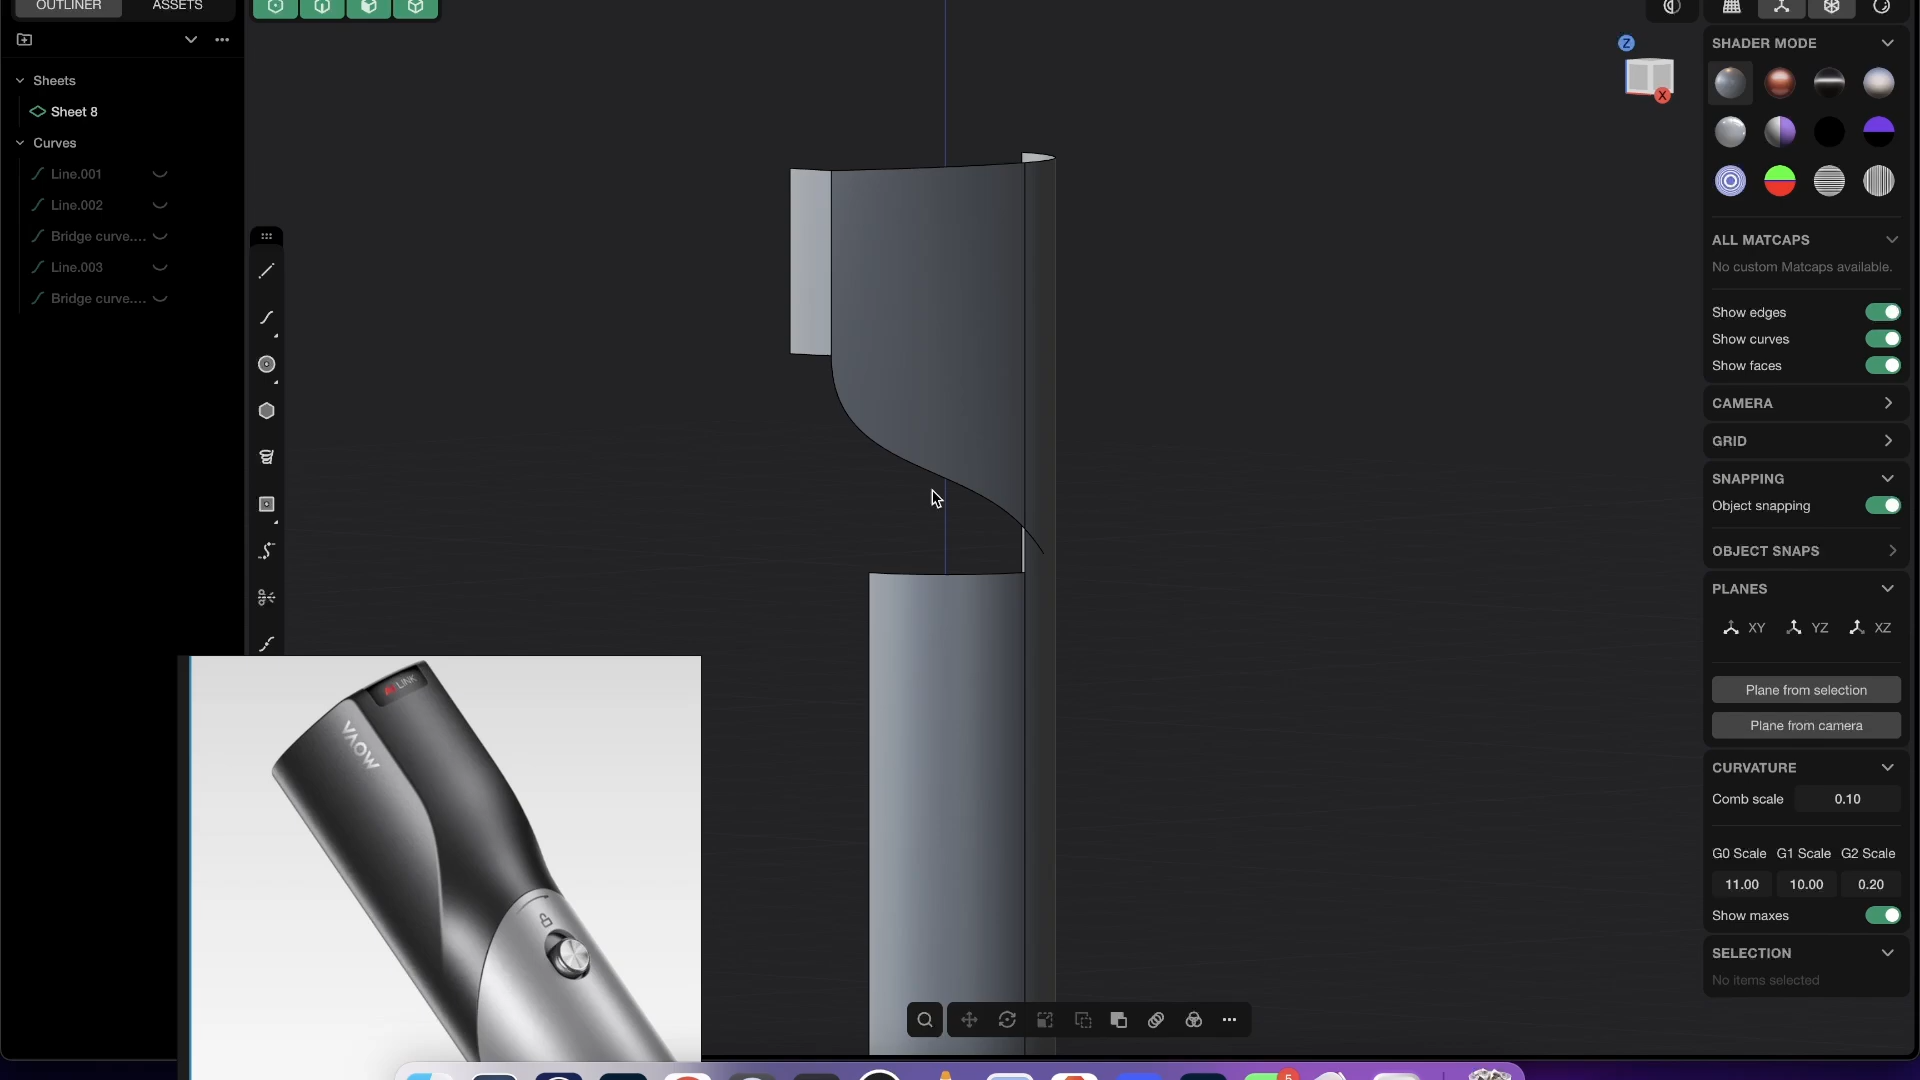 OUTLINER ASSETS
Sheets
Sheet 8
Curves
Line.001
Line.002
Bridge curve....
Line.003
Bridge curve....
Z
X
SHADER MODE
ALL MATCAPS
No custom Matcaps available.
Show edges
Show curves
Show faces
CAMERA
GRID
SNAPPING
Object snapping
OBJECT SNAPS
PLANES
XY YZ XZ
Plane from selection
Plane from camera
CURVATURE
Comb scale 0.10
G0 Scale G1 Scale G2 Scale
11.00 10.00 0.20
Show maxes
SELECTION
No items selected
LINK
WOVA
5